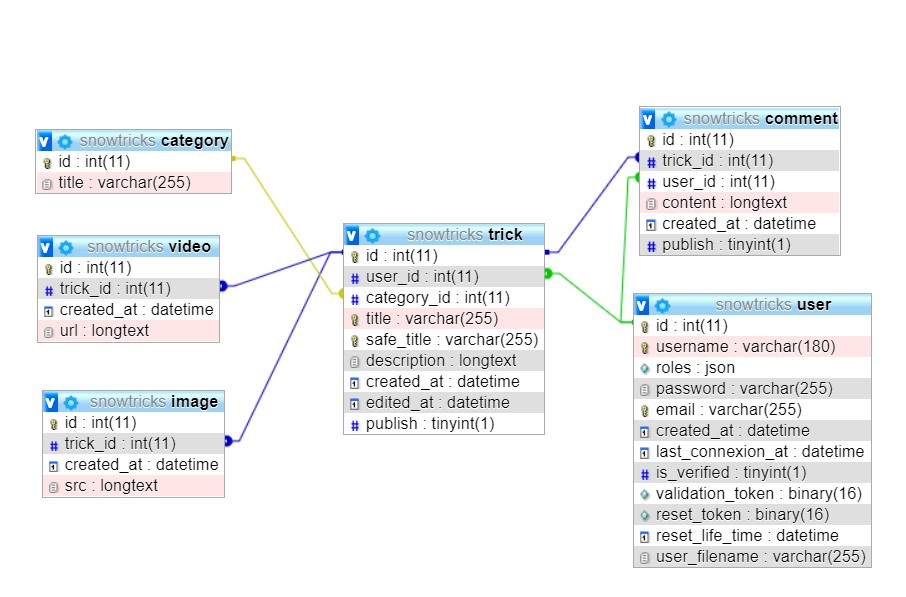 snowtricks category
id : int(11)
title : varchar(255)
snowtricks video
id : int(11)
trick_id : int(11)
created_at : datetime
url : longtext
snowtricks image
id : int(11)
trick_id : int(11)
created_at : datetime
src : longtext
snowtricks trick
id : int(11)
user_id : int(11)
category_id : int(11)
title : varchar(255)
safe_title : varchar(255)
description : longtext
created_at : datetime
edited_at : datetime
publish : tinyint(1)
snowtricks comment
id : int(11)
trick_id : int(11)
user_id : int(11)
content : longtext
created_at : datetime
publish : tinyint(1)
snowtricks user
id : int(11)
username : varchar(180)
roles : json
password : varchar(255)
email : varchar(255)
created_at : datetime
last_connexion_at : datetime
is_verified : tinyint(1)
validation_token : binary(16)
reset_token : binary(16)
reset_life_time : datetime
user_filename : varchar(255)